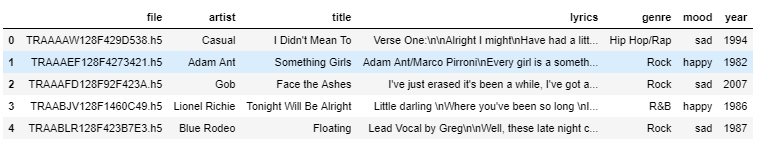 file artist title lyrics genre mood year
0 TRAAAAW128F429D538.h5 Casual I Didn't Mean To Verse One:\n\nAlright I might\nHave had a litt... Hip Hop/Rap sad 1994
1 TRAAAEF128F4273421.h5 Adam Ant Something Girls Adam Ant/Marco Pirroni\nEvery girl is a someth... Rock happy 1982
2 TRAAAFD128F92F423A.h5 Gob Face the Ashes I've just erased it's been a while, I've got a... Rock sad 2007
3 TRAABJV128F1460C49.h5 Lionel Richie Tonight Will Be Alright Little darling \nWhere you've been so long \nI... R&B happy 1986
4 TRAABLR128F423B7E3.h5 Blue Rodeo Floating Lead Vocal by Greg\n\nWell, these late night c... Rock sad 1987